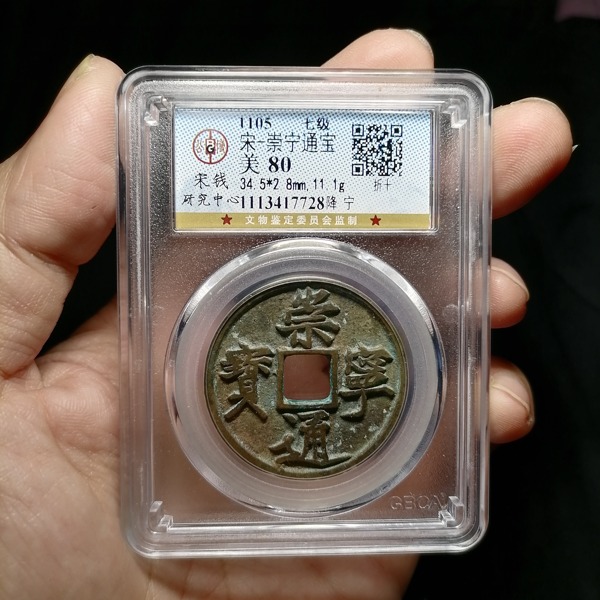 1105 七级
宋-崇宁通宝
美 80
宋钱 34.5*2.8mm,11.1g 折十
研究中心 1113417728 降宁
★ 文物鉴定委员会监制 ★
崇
寶 寧
通